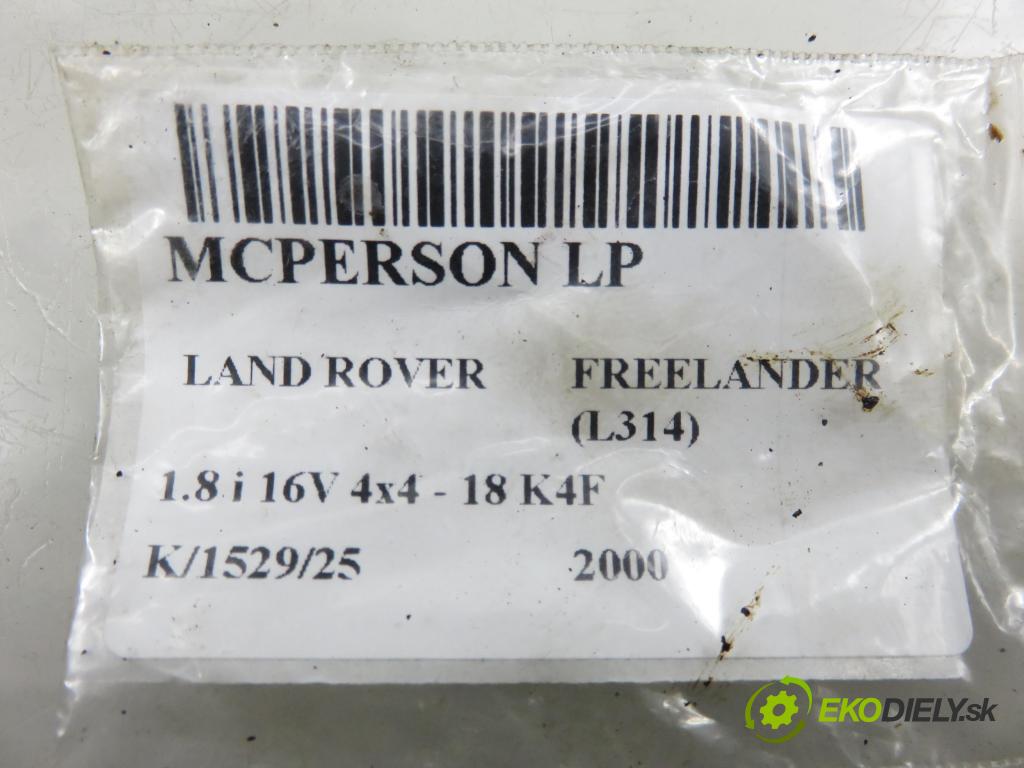 MCPERSON LP
LAND ROVER FREELANDER
(L314)
1.8 i 16V 4x4 - 18 K4F
K/1529/25 2000
EKODIELY.sk